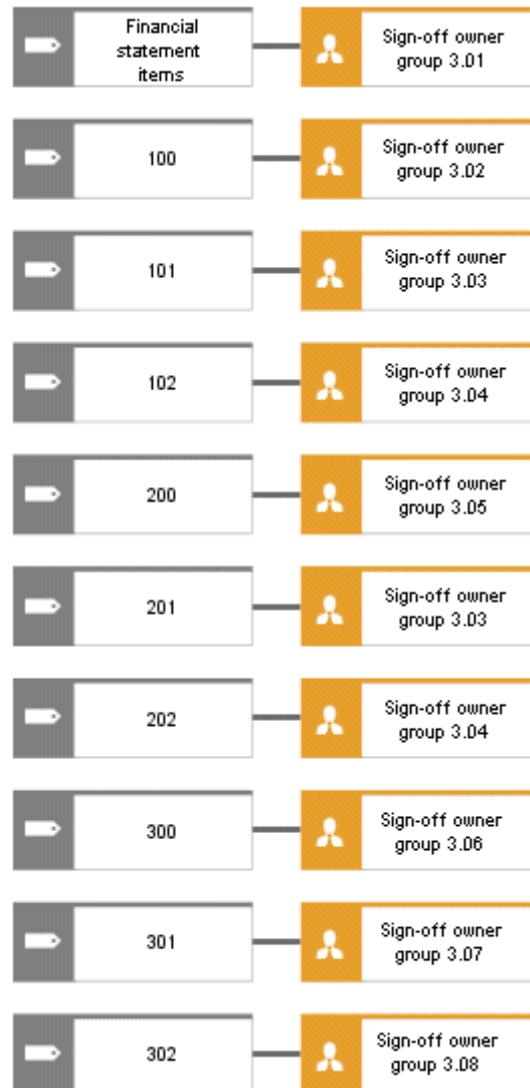 Financial
statement
items
Sign-off owner
group 3.01
100
Sign-off owner
group 3.02
101
Sign-off owner
group 3.03
102
Sign-off owner
group 3.04
200
Sign-off owner
group 3.05
201
Sign-off owner
group 3.03
202
Sign-off owner
group 3.04
300
Sign-off owner
group 3.06
301
Sign-off owner
group 3.07
302
Sign-off owner
group 3.08